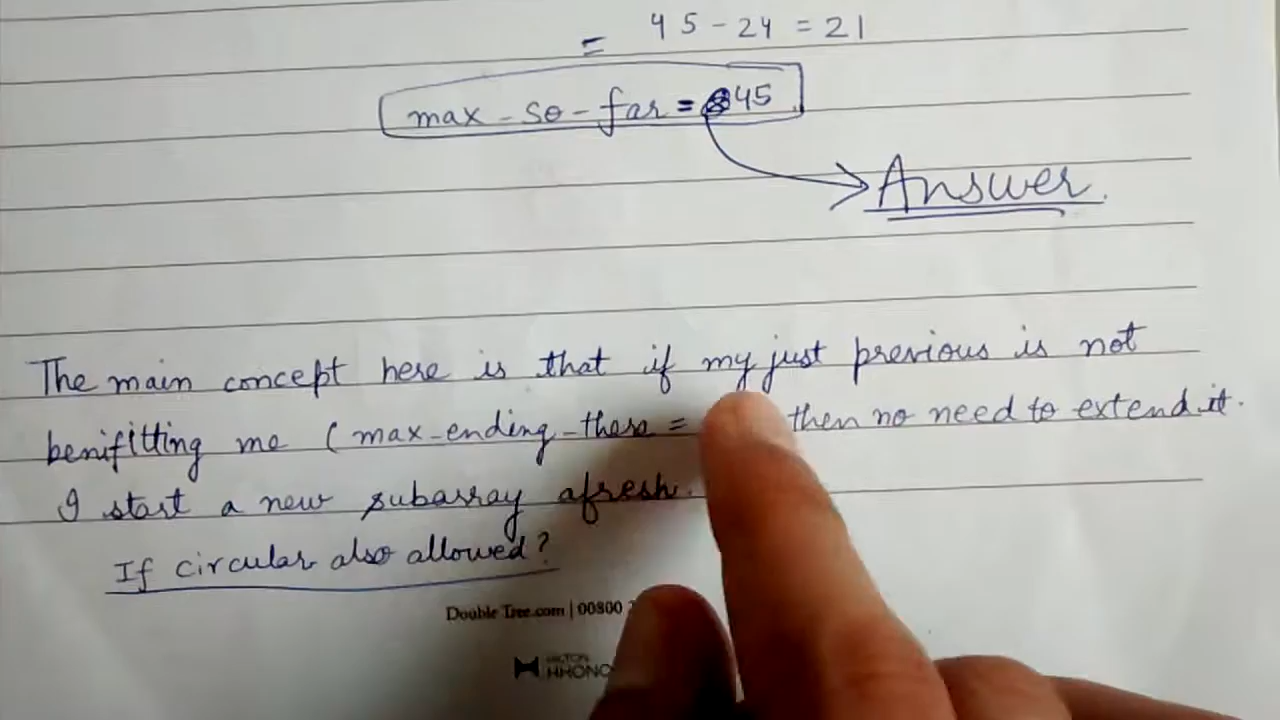 = 45-24 = 21
max-so-far = 45
Answer.
The main concept here is that if my just previous is not
benifitting me (max-ending-there = then no need to extend it.
I start a new subarray afresh.
If circular also allowed?
Double Tree.com | 00800
HILTON
HHONO